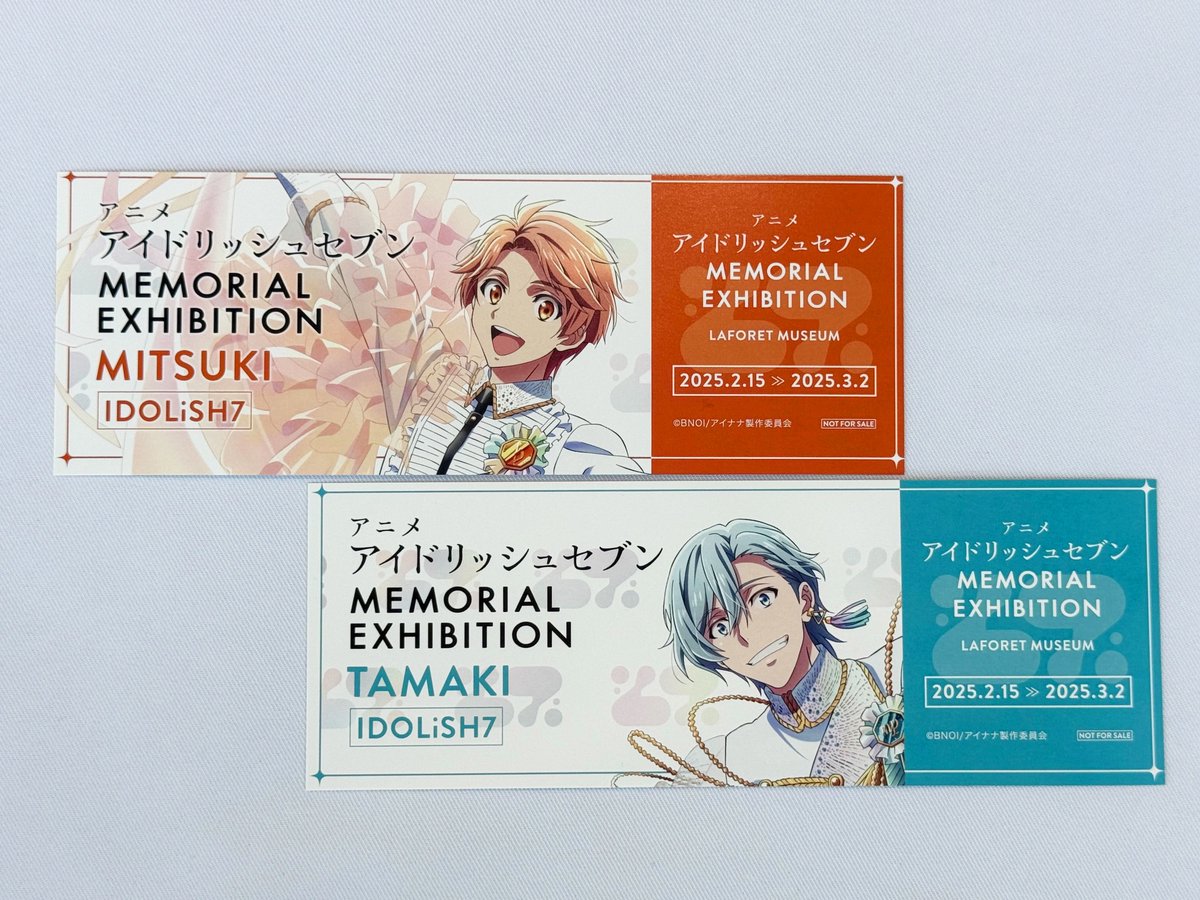 アニメ
アイドリッシュセブン
MEMORIAL
EXHIBITION
MITSUKI
IDOLiSH7
アニメ
アイドリッシュセブン
MEMORIAL
EXHIBITION
LAFORET MUSEUM
2025.2.15 ≫ 2025.3.2
©BNOI/アイナナ製作委員会
NOT FOR SALE
アニメ
アイドリッシュセブン
MEMORIAL
EXHIBITION
TAMAKI
IDOLiSH7
アニメ
アイドリッシュセブン
MEMORIAL
EXHIBITION
LAFORET MUSEUM
2025.2.15 ≫ 2025.3.2
©BNOI/アイナナ製作委員会
NOT FOR SALE